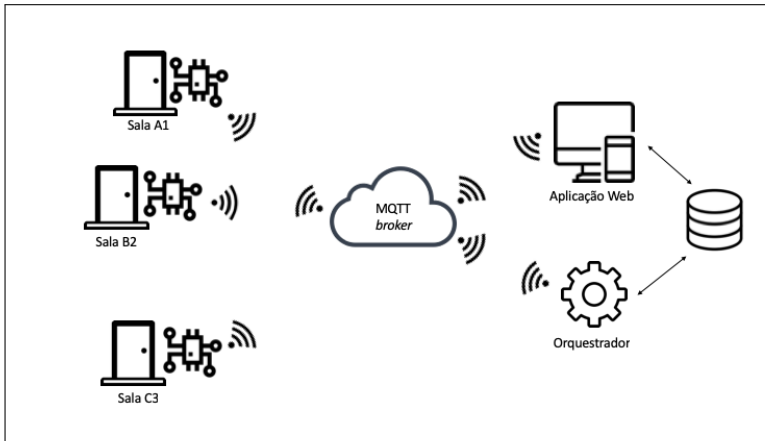 Sala A1
Sala B2
Sala C3
MQTT
broker
Aplicação Web
Orquestrador